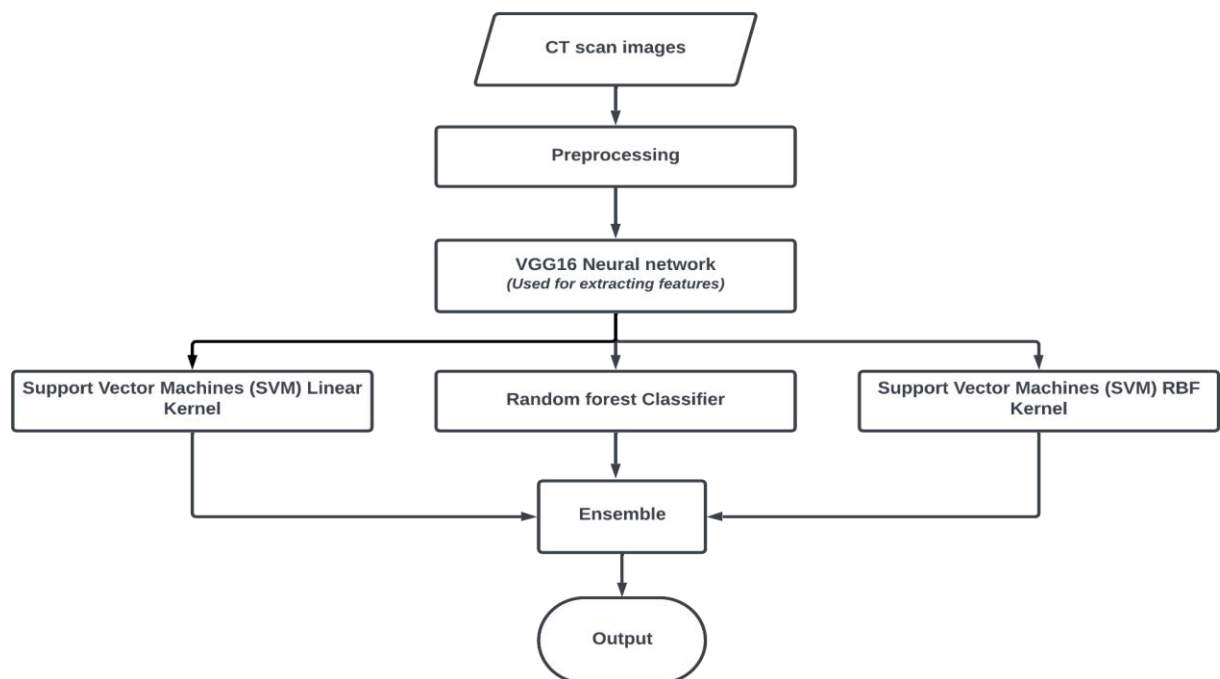 CT scan images
Preprocessing
VGG16 Neural network
(Used for extracting features)
Support Vector Machines (SVM) Linear
Kernel
Random forest Classifier
Support Vector Machines (SVM) RBF
Kernel
Ensemble
Output